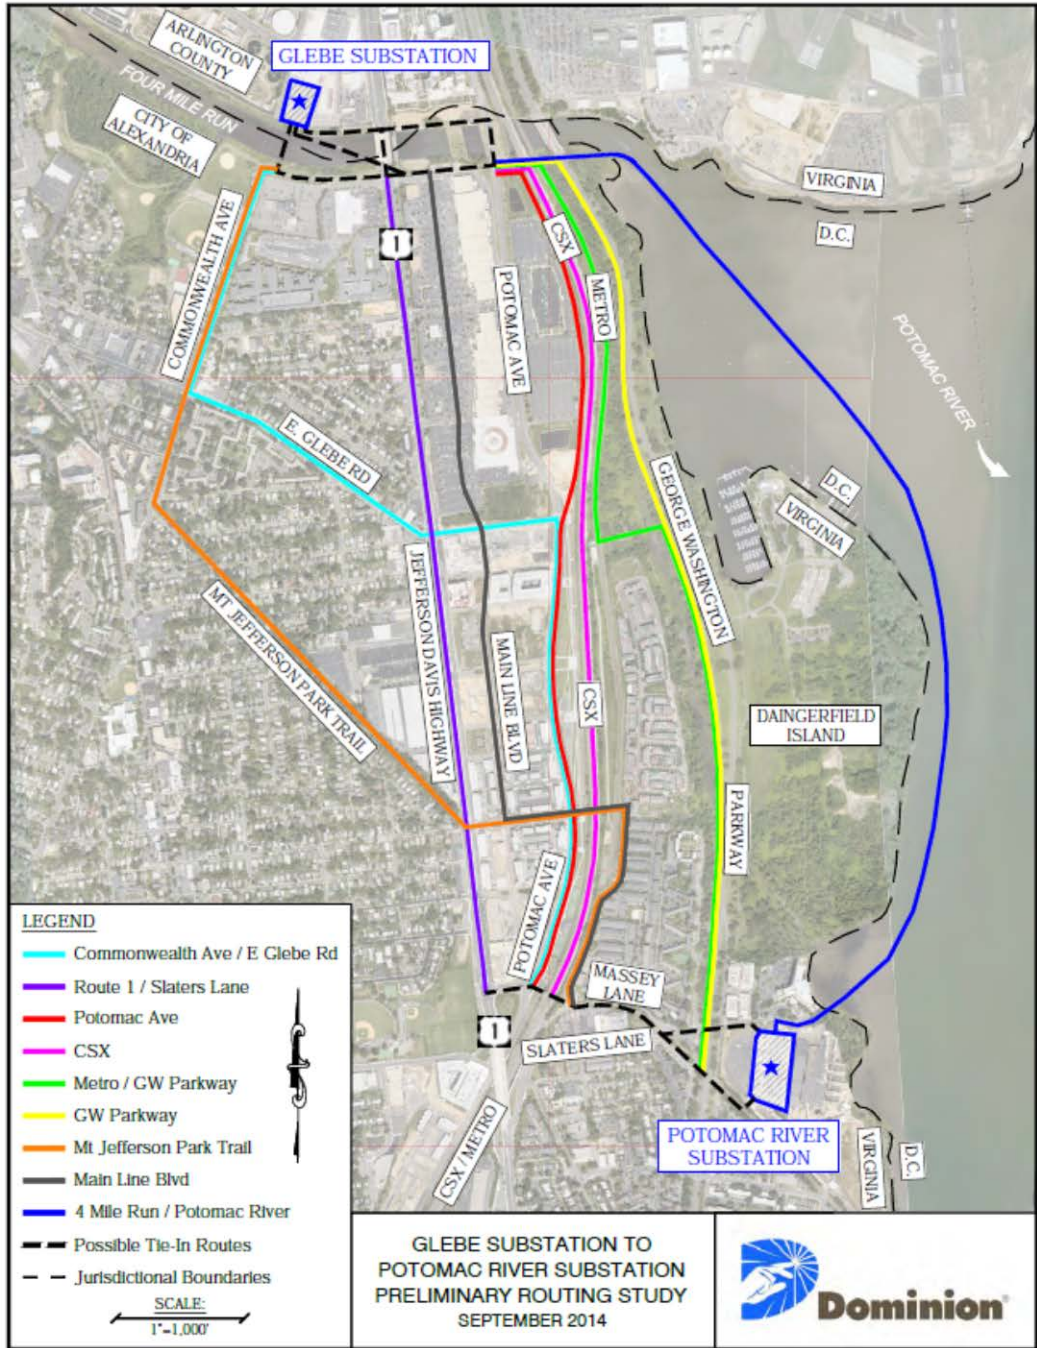 ARLINGTON
COUNTY
GLEBE SUBSTATION
FOUR MILE RUN
CITY OF
ALEXANDRIA
VIRGINIA
D.C.
COMMONWEALTH AVE
1
CSX
METRO
POTOMAC AVE
POTOMAC RIVER
E. GLEBE RD
GEORGE WASHINGTON
D.C.
VIRGINIA
MT JEFFERSON PARK TRAIL
JEFFERSON DAVIS HIGHWAY
MAIN LINE BLVD
CSX
DAINGERFIELD
ISLAND
PARKWAY
POTOMAC AVE
MASSEY
LANE
1
SLATERS LANE
CSX / METRO
POTOMAC RIVER
SUBSTATION
VIRGINIA
D.C.
LEGEND
Commonwealth Ave / E Glebe Rd
Route 1 / Slaters Lane
Potomac Ave
CSX
Metro / GW Parkway
GW Parkway
Mt Jefferson Park Trail
Main Line Blvd
4 Mile Run / Potomac River
Possible Tie-In Routes
Jurisdictional Boundaries
SCALE:
1"=1,000'
GLEBE SUBSTATION TO
POTOMAC RIVER SUBSTATION
PRELIMINARY ROUTING STUDY
SEPTEMBER 2014
Dominion®